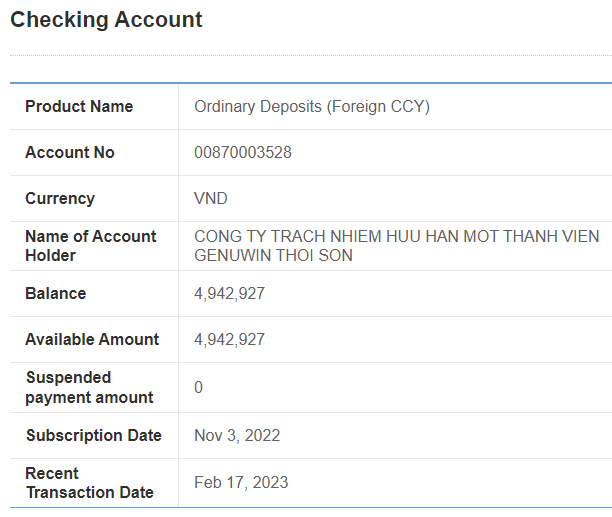 Checking Account
Product Name Ordinary Deposits (Foreign CCY)
Account No 00870003528
Currency VND
Name of Account Holder CONG TY TRACH NHIEM HUU HAN MOT THANH VIEN
GENUWIN THOI SON
Balance 4,942,927
Available Amount 4,942,927
Suspended
payment amount 0
Subscription Date Nov 3, 2022
Recent
Transaction Date Feb 17, 2023